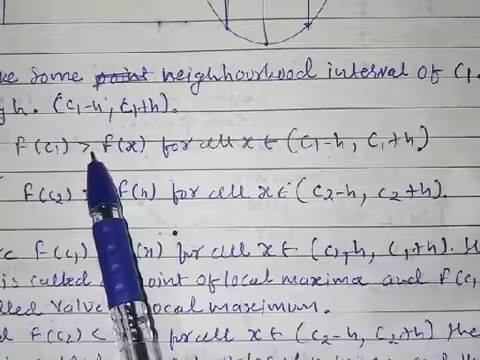 some point neighbourhood interval of C1
h. (C1-h, C1+h).
f(C1) > f(x) for all x ∈ (C1-h, C1+h)
f(C2) f(h) for all x ∈ (C2-h, C2+h).
f(C1) (x) for all x ∈ (C1-h, C1+h).
is called point of local maxima and f(C1
value local maximum.
f(C2) < for all x ∈ (C2-h, C2+h) the